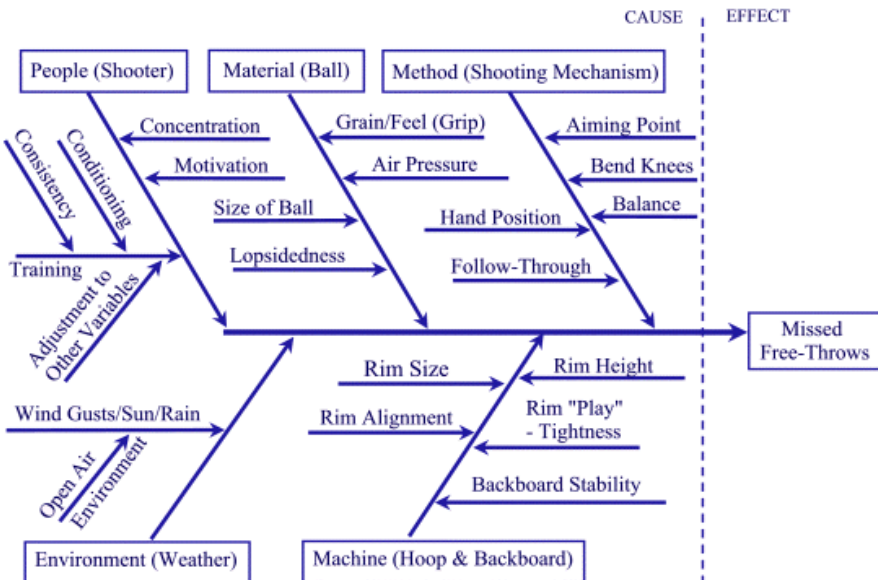 CAUSE
EFFECT
People (Shooter)
Material (Ball)
Method (Shooting Mechanism)
Concentration
Motivation
Consistency
Conditioning
Training
Adjustment to
Other Variables
Grain/Feel (Grip)
Air Pressure
Size of Ball
Lopsidedness
Aiming Point
Bend Knees
Balance
Hand Position
Follow-Through
Missed
Free-Throws
Wind Gusts/Sun/Rain
Open Air
Environment
Rim Size
Rim Height
Rim Alignment
Rim "Play"
- Tightness
Backboard Stability
Environment (Weather)
Machine (Hoop & Backboard)